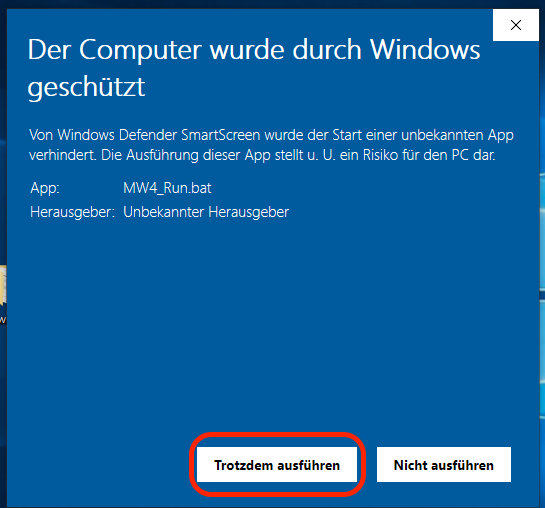 Der Computer wurde durch Windows
geschützt
Von Windows Defender SmartScreen wurde der Start einer unbekannten App
verhindert. Die Ausführung dieser App stellt u. U. ein Risiko für den PC dar.
App: MW4_Run.bat
Herausgeber: Unbekannter Herausgeber
w
Trotzdem ausführen Nicht ausführen